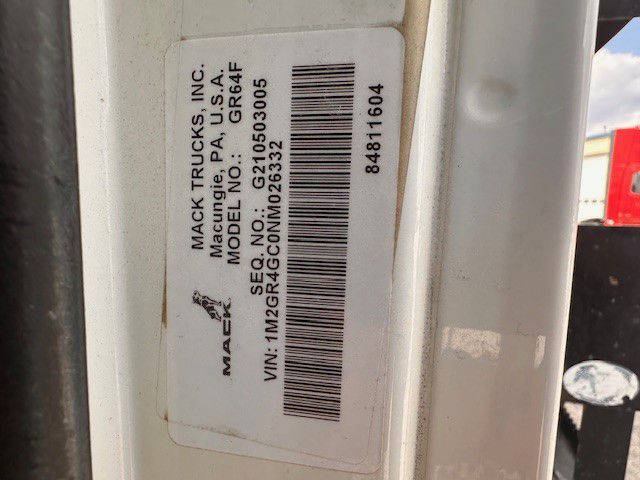 MACK TRUCKS, INC.
Macungie, PA, U.S.A.
MODEL NO.: GR64F
SEQ. NO.: G210503005
VIN: 1M2GR4GC0NM026332
84811604
MACK